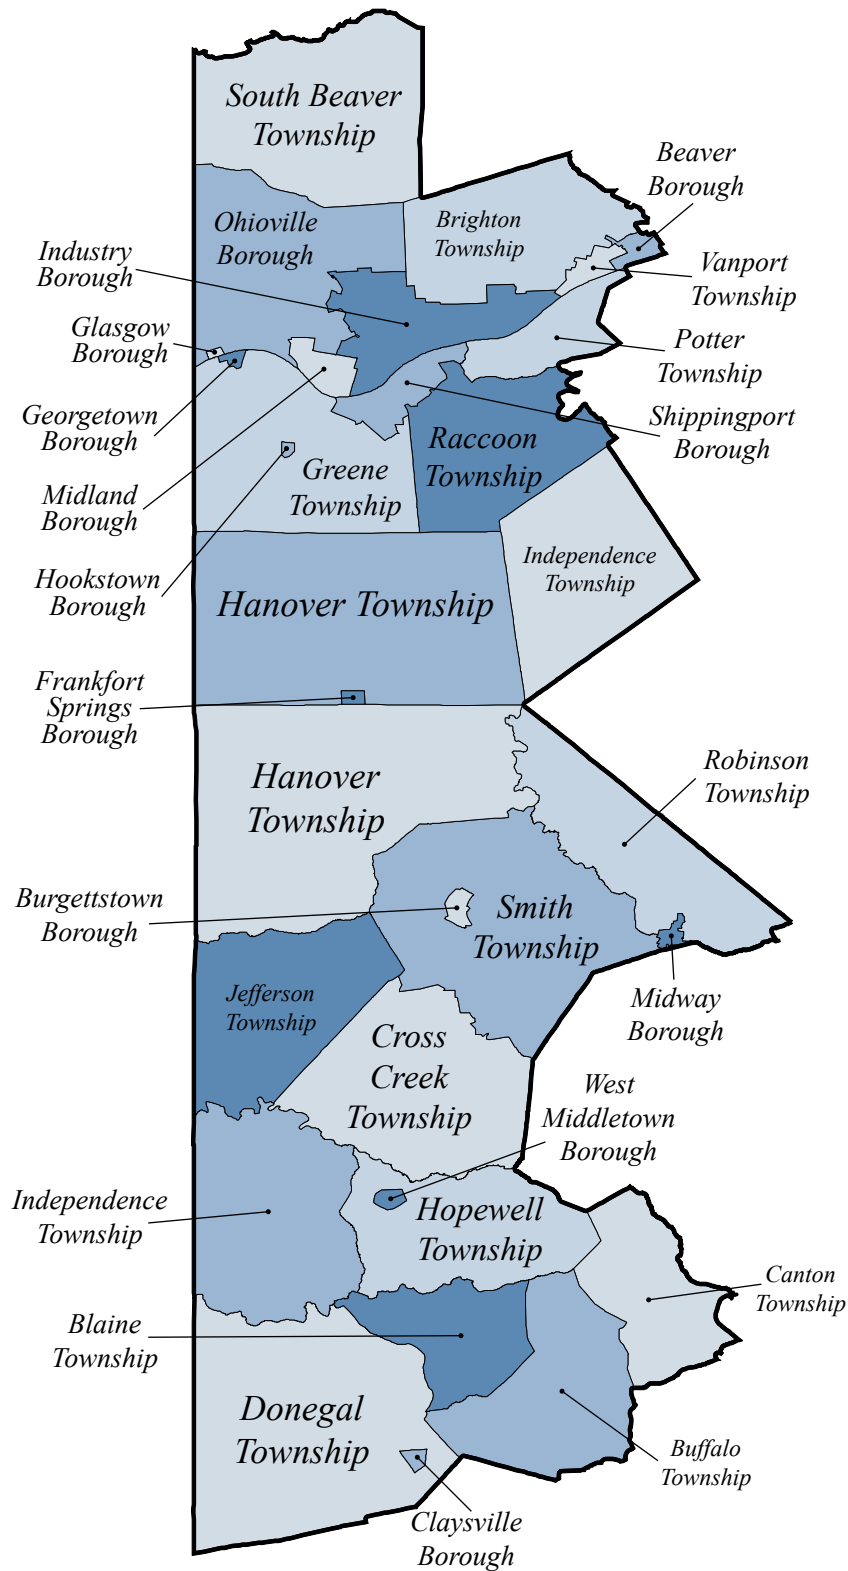 South Beaver
Township
Beaver
Borough
Ohioville
Borough
Brighton
Township
Industry
Borough
Vanport
Township
Glasgow
Borough
Potter
Township
Georgetown
Borough
Shippingport
Borough
Raccoon
Township
Greene
Township
Midland
Borough
Independence
Township
Hookstown
Borough
Hanover Township
Frankfort
Springs
Borough
Hanover
Township
Robinson
Township
Burgettstown
Borough
Smith
Township
Jefferson
Township
Midway
Borough
Cross
Creek
Township
West
Middletown
Borough
Independence
Township
Hopewell
Township
Canton
Township
Blaine
Township
Donegal
Township
Buffalo
Township
Claysville
Borough